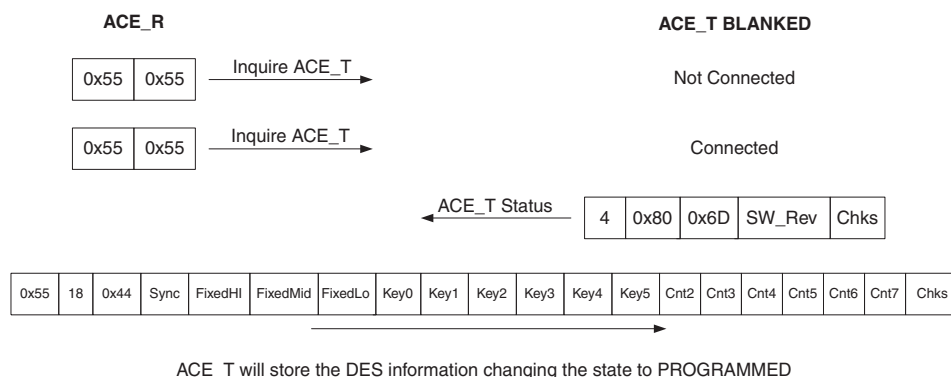 ACE_R ACE_T BLANKED
0x55 0x55 Inquire ACE_T Not Connected
0x55 0x55 Inquire ACE_T Connected
ACE_T Status 4 0x80 0x6D SW_Rev Chks
0x55 18 0x44 Sync FixedHI FixedMid FixedLo Key0 Key1 Key2 Key3 Key4 Key5 Cnt2 Cnt3 Cnt4 Cnt5 Cnt6 Cnt7 Chks
ACE_T will store the DES information changing the state to PROGRAMMED